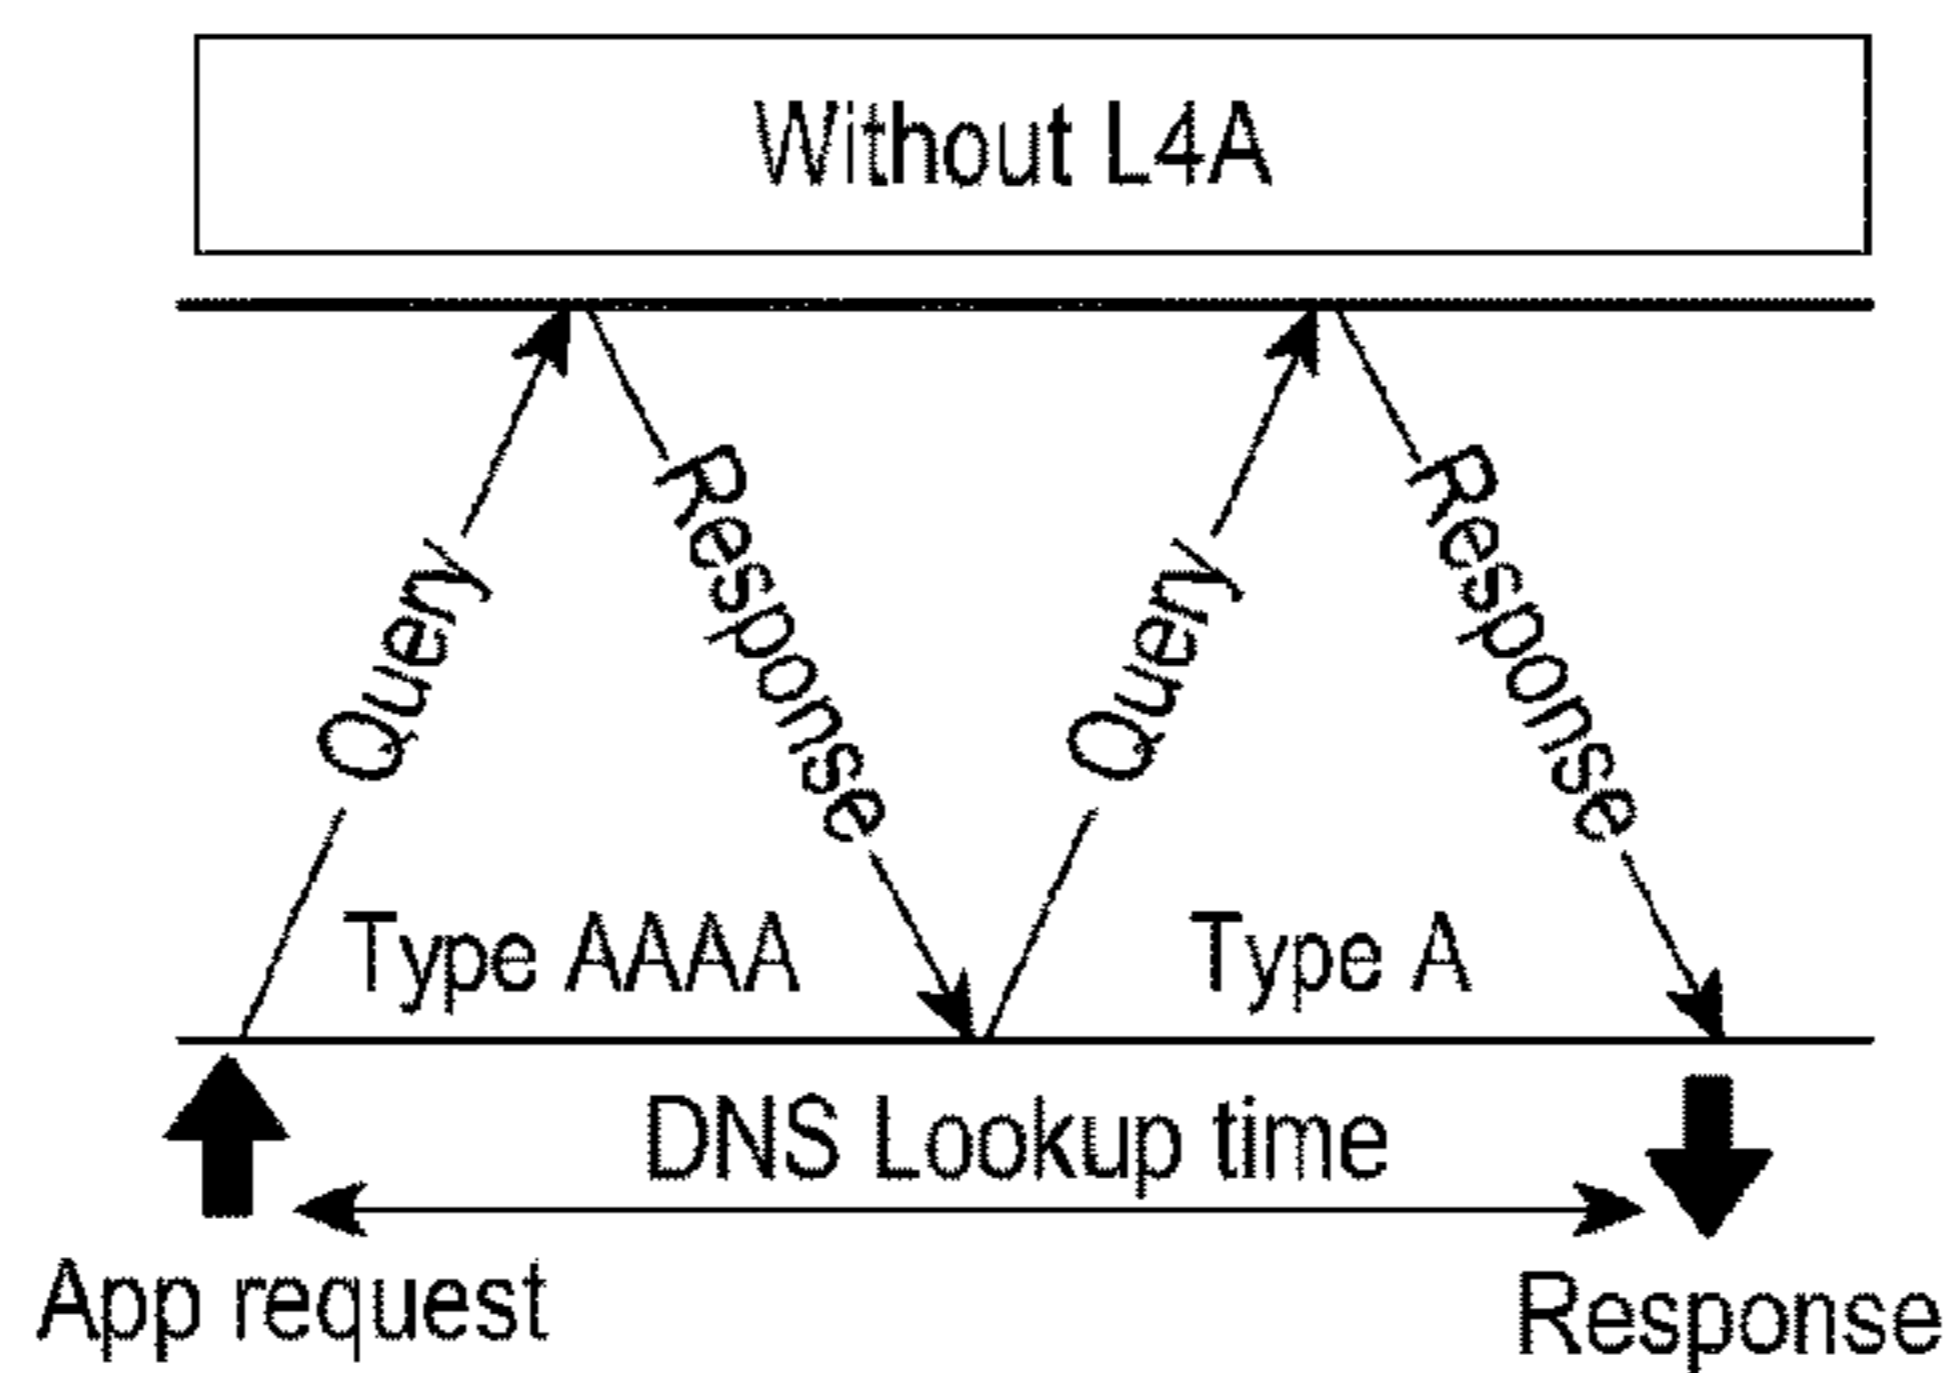 Without L4A
Query
Response
Query
Response
Type AAAA
Type A
DNS Lookup time
App request
Response